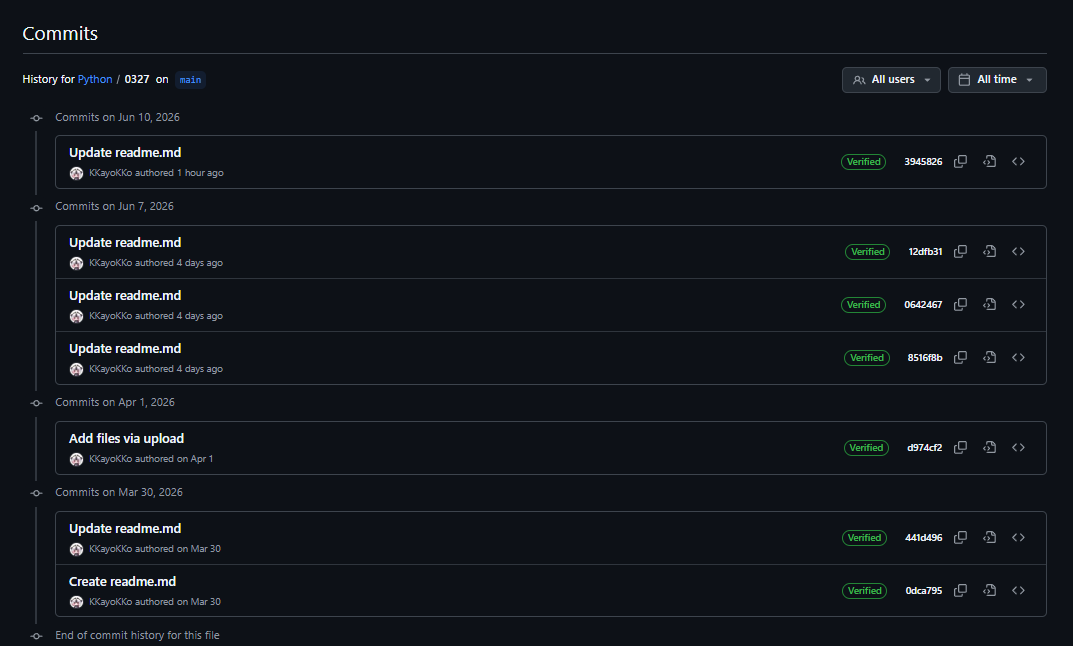 Commits
History for Python / 0327 on main
All users
All time
Commits on Jun 10, 2026
Update readme.md
KKayoKKo authored 1 hour ago
Verified
3945826
Commits on Jun 7, 2026
Update readme.md
KKayoKKo authored 4 days ago
Verified
12dfb31
Update readme.md
KKayoKKo authored 4 days ago
Verified
0642467
Update readme.md
KKayoKKo authored 4 days ago
Verified
8516f8b
Commits on Apr 1, 2026
Add files via upload
KKayoKKo authored on Apr 1
Verified
d974cf2
Commits on Mar 30, 2026
Update readme.md
KKayoKKo authored on Mar 30
Verified
441d496
Create readme.md
KKayoKKo authored on Mar 30
Verified
0dca795
End of commit history for this file